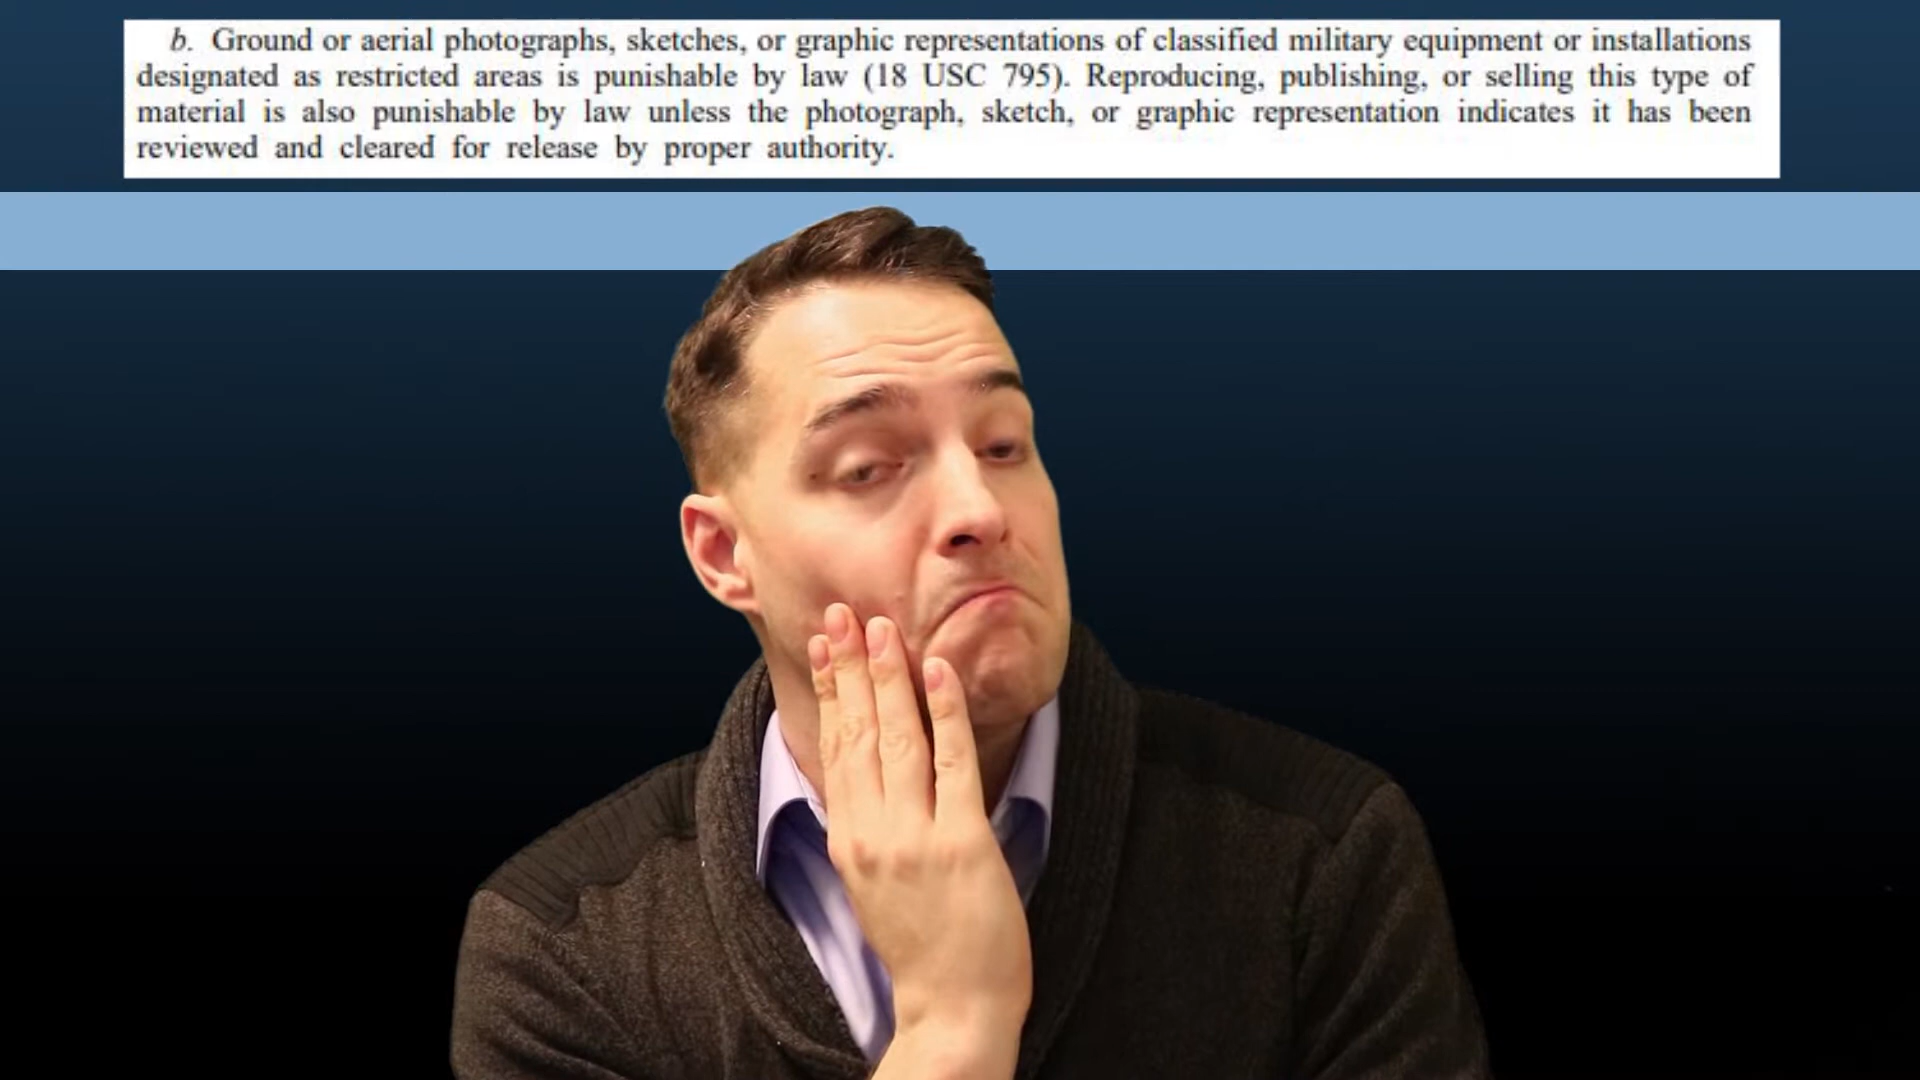 b. Ground or aerial photographs, sketches, or graphic representations of classified military equipment or installations
designated as restricted areas is punishable by law (18 USC 795). Reproducing, publishing, or selling this type of
material is also punishable by law unless the photograph, sketch, or graphic representation indicates it has been
reviewed and cleared for release by proper authority.